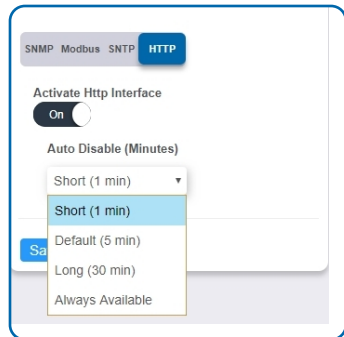 SNMP Modbus SNTP HTTP
Activate Http Interface
On
Auto Disable (Minutes)
Short (1 min)
Short (1 min)
Default (5 min)
Long (30 min)
Always Available